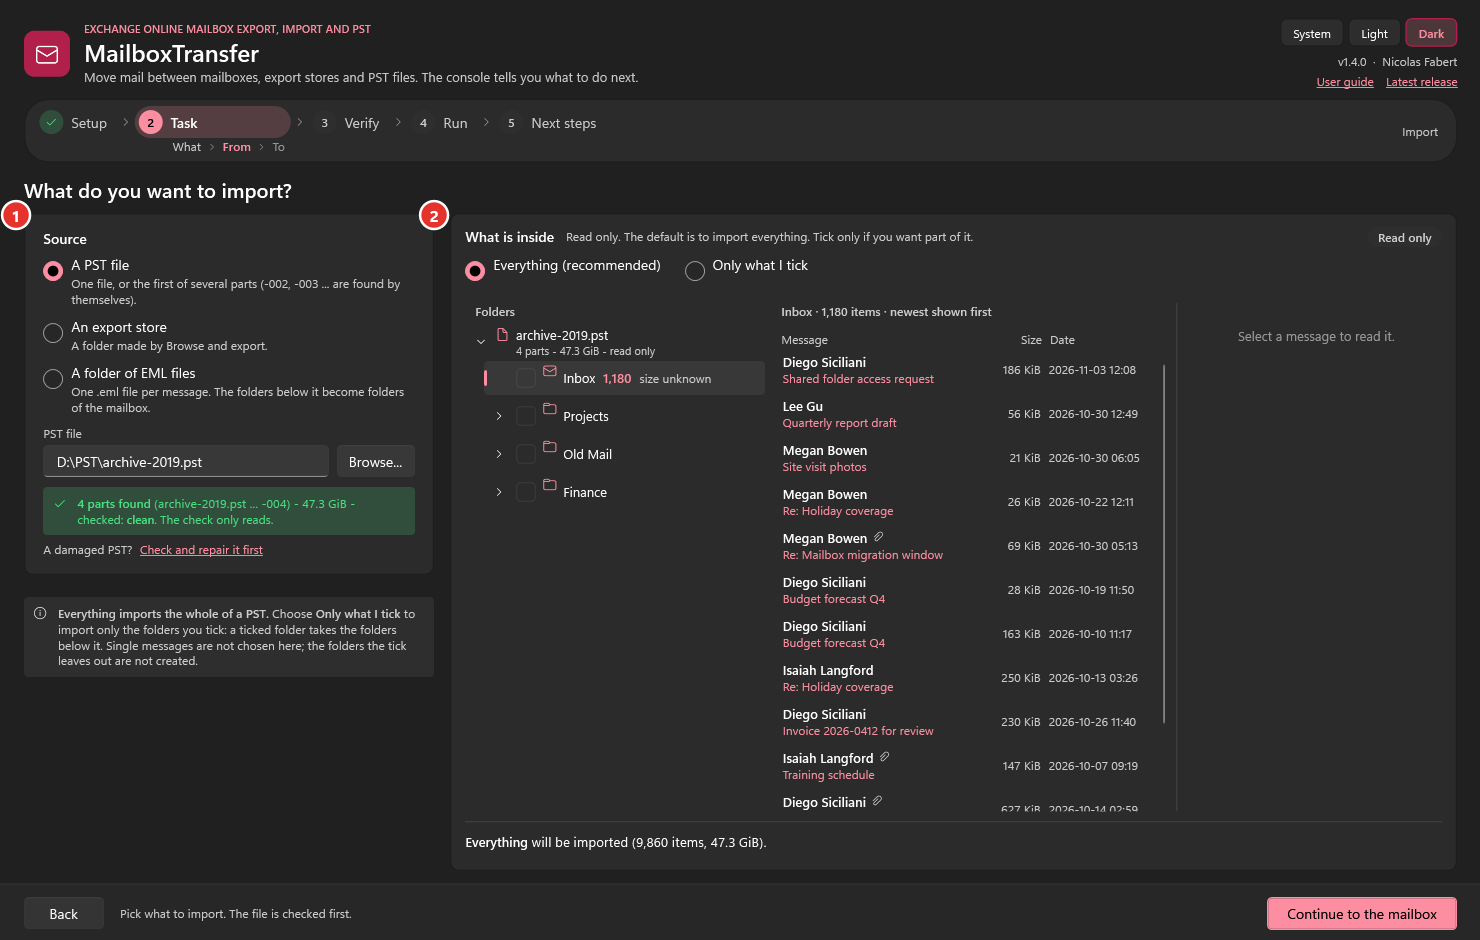 EXCHANGE ONLINE MAILBOX EXPORT, IMPORT AND PST
MailboxTransfer
Move mail between mailboxes, export stores and PST files. The console tells you what to do next.
System
Light
Dark
v1.4.0 · Nicolas Fabert
User guide
Latest release
Setup
2 Task
3 Verify
4 Run
5 Next steps
What
From
To
Import
What do you want to import?
1
Source
A PST file
One file, or the first of several parts (-002, -003 ... are found by
themselves).
An export store
A folder made by Browse and export.
A folder of EML files
One .eml file per message. The folders below it become folders
of the mailbox.
PST file
D:\PST\archive-2019.pst
Browse...
4 parts found (archive-2019.pst ... -004) - 47.3 GiB -
checked: clean. The check only reads.
A damaged PST? Check and repair it first
Everything imports the whole of a PST. Choose Only what I tick to
import only the folders you tick: a ticked folder takes the folders
below it. Single messages are not chosen here; the folders the tick
leaves out are not created.
2
What is inside
Read only. The default is to import everything. Tick only if you want part of it.
Read only
Everything (recommended)
Only what I tick
Folders
archive-2019.pst
4 parts - 47.3 GiB - read only
Inbox 1,180 size unknown
Projects
Old Mail
Finance
Inbox · 1,180 items · newest shown first
Message Size Date
Diego Siciliani
Shared folder access request
186 KiB 2026-11-03 12:08
Lee Gu
Quarterly report draft
56 KiB 2026-10-30 12:49
Megan Bowen
Site visit photos
21 KiB 2026-10-30 06:05
Megan Bowen
Re: Holiday coverage
26 KiB 2026-10-22 12:11
Megan Bowen
Re: Mailbox migration window
69 KiB 2026-10-30 05:13
Diego Siciliani
Budget forecast Q4
28 KiB 2026-10-19 11:50
Diego Siciliani
Budget forecast Q4
163 KiB 2026-10-10 11:17
Isaiah Langford
Re: Holiday coverage
250 KiB 2026-10-13 03:26
Diego Siciliani
Invoice 2026-0412 for review
230 KiB 2026-10-26 11:40
Isaiah Langford
Training schedule
147 KiB 2026-10-07 09:19
Diego Siciliani
627 KiB 2026-10-14 02:59
Select a message to read it.
Everything will be imported (9,860 items, 47.3 GiB).
Back
Pick what to import. The file is checked first.
Continue to the mailbox